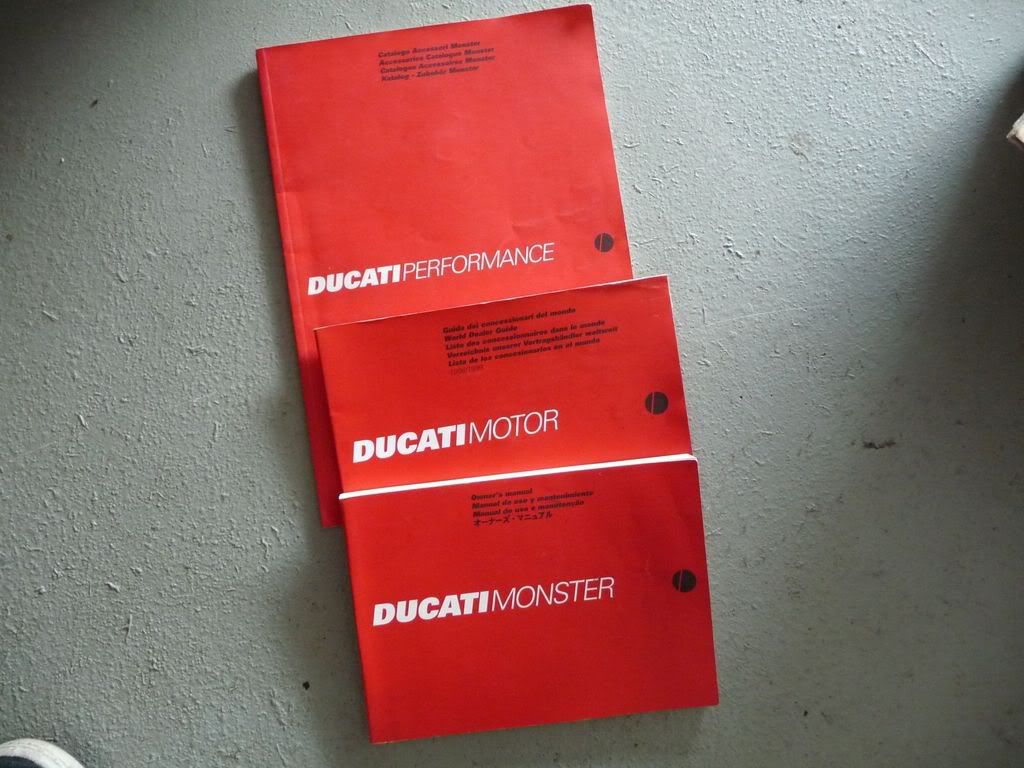 Catalogo Accessori Monster
Accessories Catalogue Monster
Catalogue Accessoires Monster
Katalog - Zubehör Monster
DUCATIPERFORMANCE
Guida dei concessionari del mondo
World Dealer Guide
Liste des concessionnaires dans le monde
Verzeichnis unserer Vertragshändler weltweit
Lista de los concesionarios en el mundo
DUCATIMOTOR
Owner's manual
Manual de uso y mantenimiento
Manual de uso e manutenção
オーナーズ・マニュアル
DUCATIMONSTER